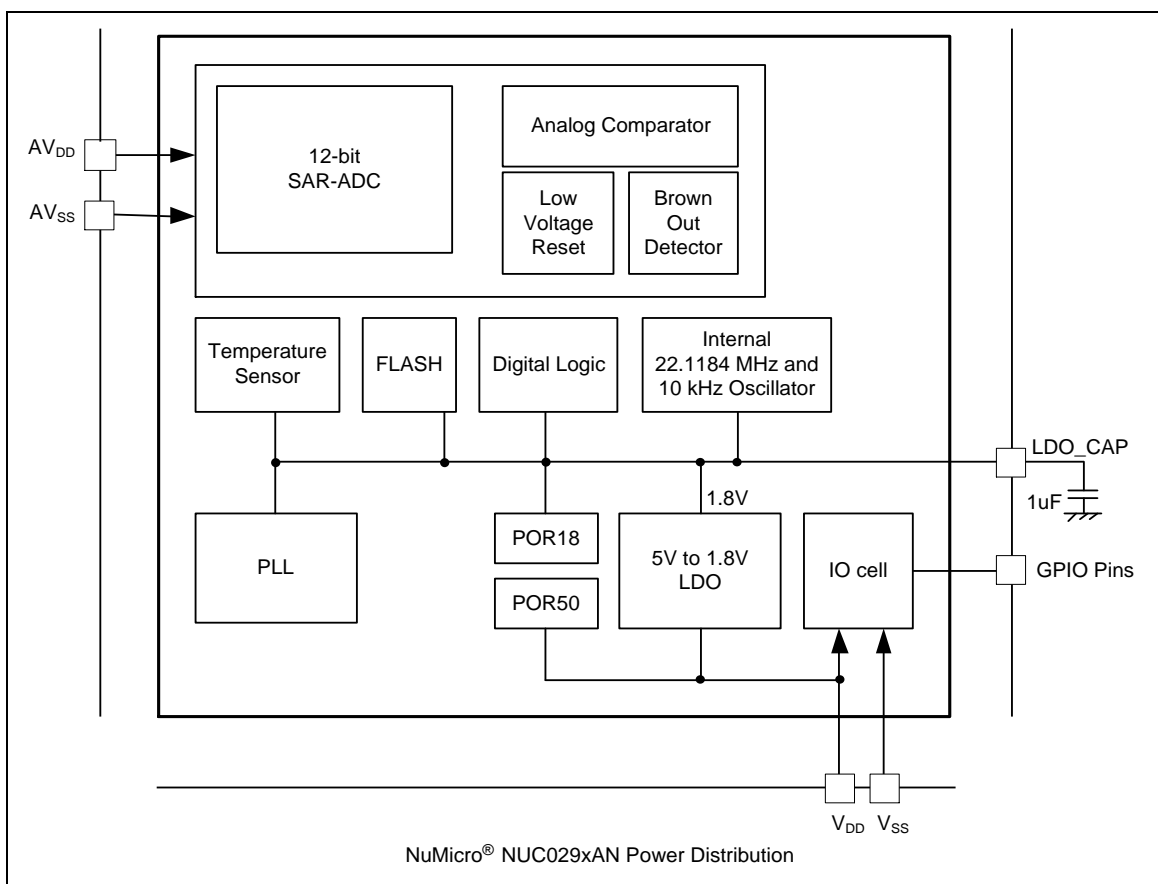 AVDD
AVSS
12-bit
SAR-ADC
Analog Comparator
Low
Voltage
Reset
Brown
Out
Detector
Temperature
Sensor
FLASH
Digital Logic
Internal
22.1184 MHz and
10 kHz Oscillator
LDO_CAP
1uF
1.8V
PLL
POR18
POR50
5V to 1.8V
LDO
IO cell
GPIO Pins
VDD
VSS
NuMicro® NUC029xAN Power Distribution